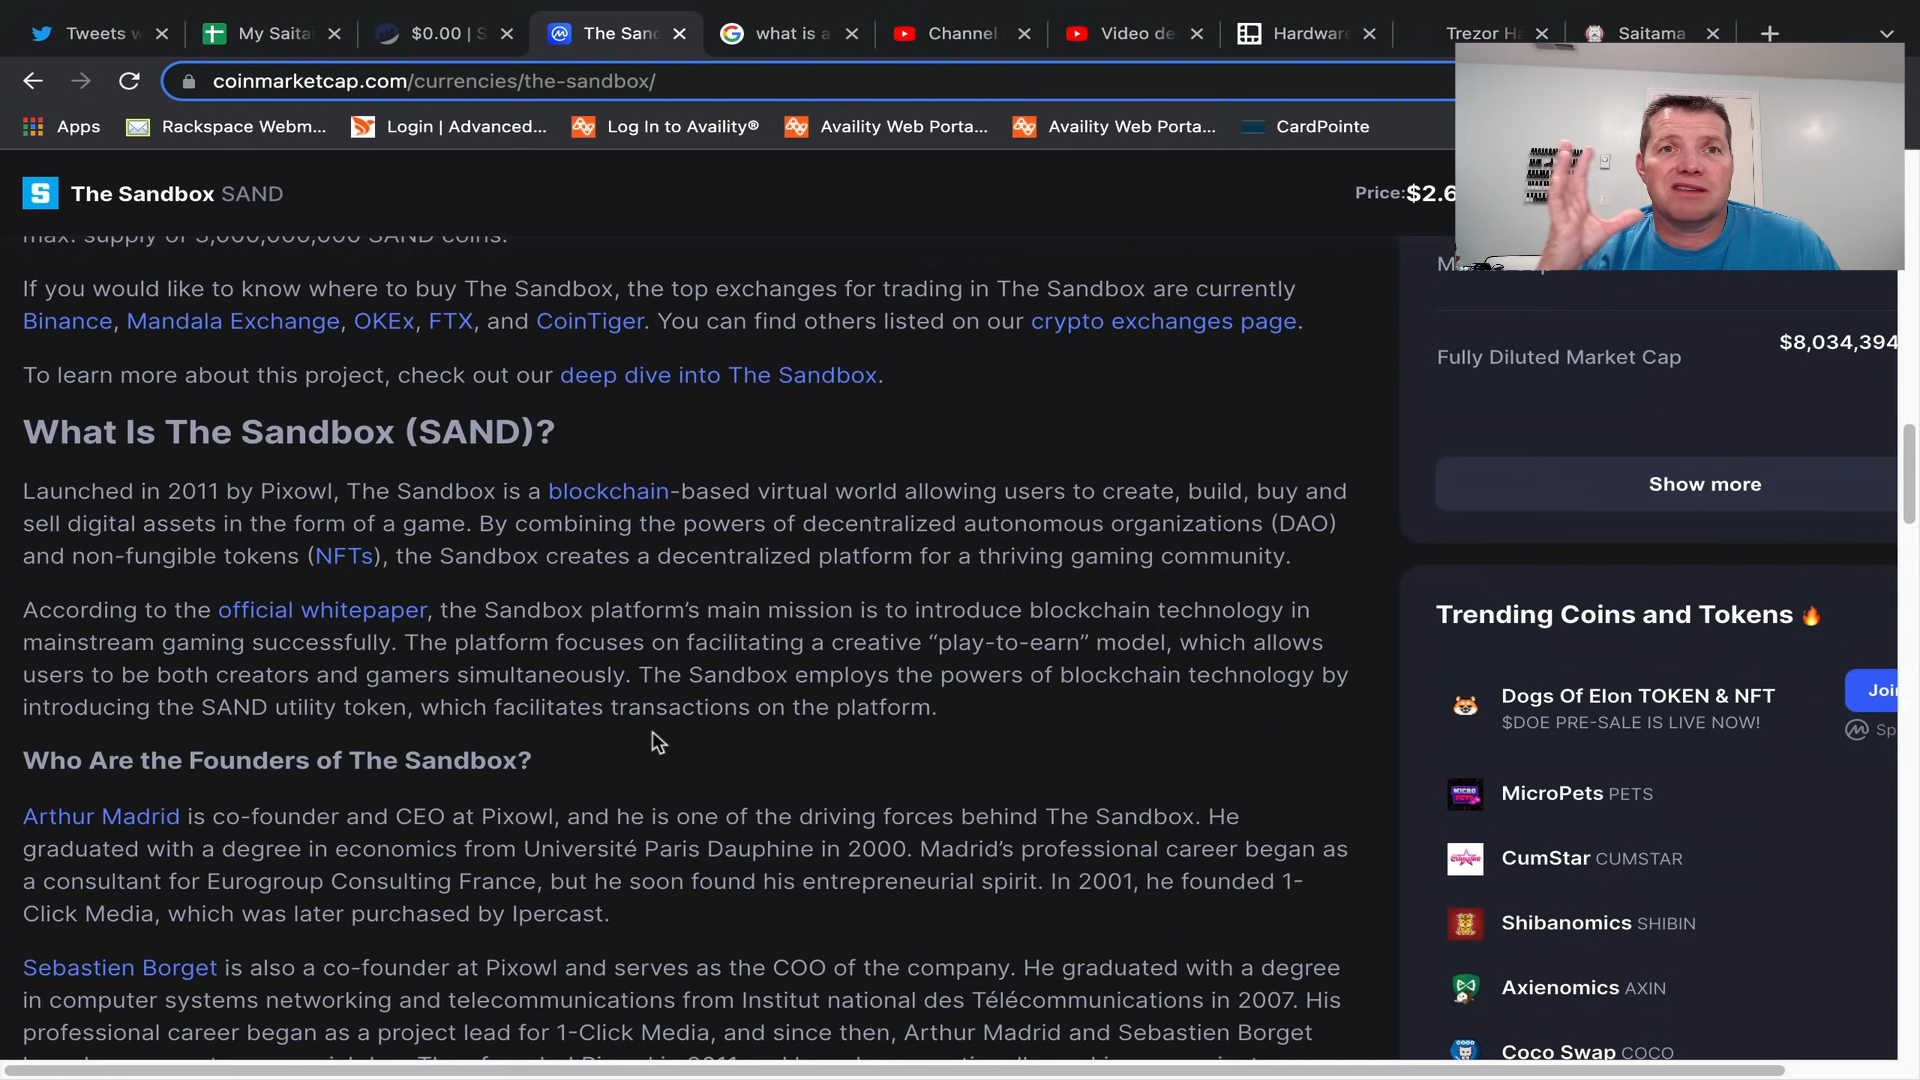 Tweets w
My Saita
$0.00 | S
The Sand
what is a
Channel
Video de
Hardware
Trezor Ha
Saitama
coinmarketcap.com/currencies/the-sandbox/
Apps
Rackspace Webm...
Login | Advanced...
Log In to Availity®
Availity Web Porta...
Availity Web Porta...
CardPointe
S The Sandbox SAND
Price:$2.6
max. supply of 3,000,000,000 SAND coins.
If you would like to know where to buy The Sandbox, the top exchanges for trading in The Sandbox are currently
Binance, Mandala Exchange, OKEx, FTX, and CoinTiger. You can find others listed on our crypto exchanges page.
To learn more about this project, check out our deep dive into The Sandbox.
What Is The Sandbox (SAND)?
Launched in 2011 by Pixowl, The Sandbox is a blockchain-based virtual world allowing users to create, build, buy and
sell digital assets in the form of a game. By combining the powers of decentralized autonomous organizations (DAO)
and non-fungible tokens (NFTs), the Sandbox creates a decentralized platform for a thriving gaming community.
According to the official whitepaper, the Sandbox platform’s main mission is to introduce blockchain technology in
mainstream gaming successfully. The platform focuses on facilitating a creative “play-to-earn” model, which allows
users to be both creators and gamers simultaneously. The Sandbox employs the powers of blockchain technology by
introducing the SAND utility token, which facilitates transactions on the platform.
Who Are the Founders of The Sandbox?
Arthur Madrid is co-founder and CEO at Pixowl, and he is one of the driving forces behind The Sandbox. He
graduated with a degree in economics from Université Paris Dauphine in 2000. Madrid’s professional career began as
a consultant for Eurogroup Consulting France, but he soon found his entrepreneurial spirit. In 2001, he founded 1-
Click Media, which was later purchased by Ipercast.
Sebastien Borget is also a co-founder at Pixowl and serves as the COO of the company. He graduated with a degree
in computer systems networking and telecommunications from Institut national des Télécommunications in 2007. His
professional career began as a project lead for 1-Click Media, and since then, Arthur Madrid and Sebastien Borget
Fully Diluted Market Cap
$8,034,394
Show more
Trending Coins and Tokens 🔥
Dogs Of Elon TOKEN & NFT
$DOE PRE-SALE IS LIVE NOW!
Joi
Sp
MicroPets PETS
CumStar CUMSTAR
Shibanomics SHIBIN
Axienomics AXIN
Coco Swap COCO